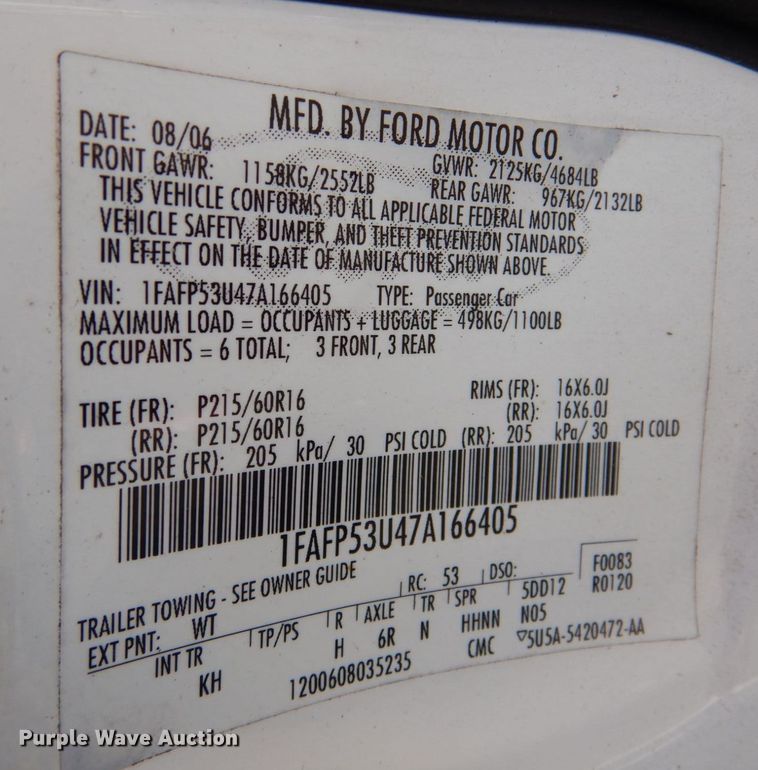 MFD. BY FORD MOTOR CO.
DATE: 08/06 GVWR: 2125KG/4684LB
FRONT GAWR: 1158KG/2552LB REAR GAWR: 967KG/2132LB
THIS VEHICLE CONFORMS TO ALL APPLICABLE FEDERAL MOTOR
VEHICLE SAFETY, BUMPER, AND THEFT PREVENTION STANDARDS
IN EFFECT ON THE DATE OF MANUFACTURE SHOWN ABOVE.
VIN: 1FAFP53U47A166405 TYPE: Passenger Car
MAXIMUM LOAD = OCCUPANTS + LUGGAGE = 498KG/1100LB
OCCUPANTS = 6 TOTAL; 3 FRONT, 3 REAR
TIRE (FR): P215/60R16 RIMS (FR): 16X6.0J
(RR): P215/60R16 (RR): 16X6.0J
PRESSURE (FR): 205 kPa/ 30 PSI COLD (RR): 205 kPa/ 30 PSI COLD
1FAFP53U47A166405
TRAILER TOWING - SEE OWNER GUIDE F0083
EXT PNT: WT RC: 53 DSO: R0120
INT TR TP/PS R AXLE TR SPR 5DD12
KH H 6R N HHNN N05
1200608035235 CMC 5U5A-5420472-AA
Purple Wave Auction